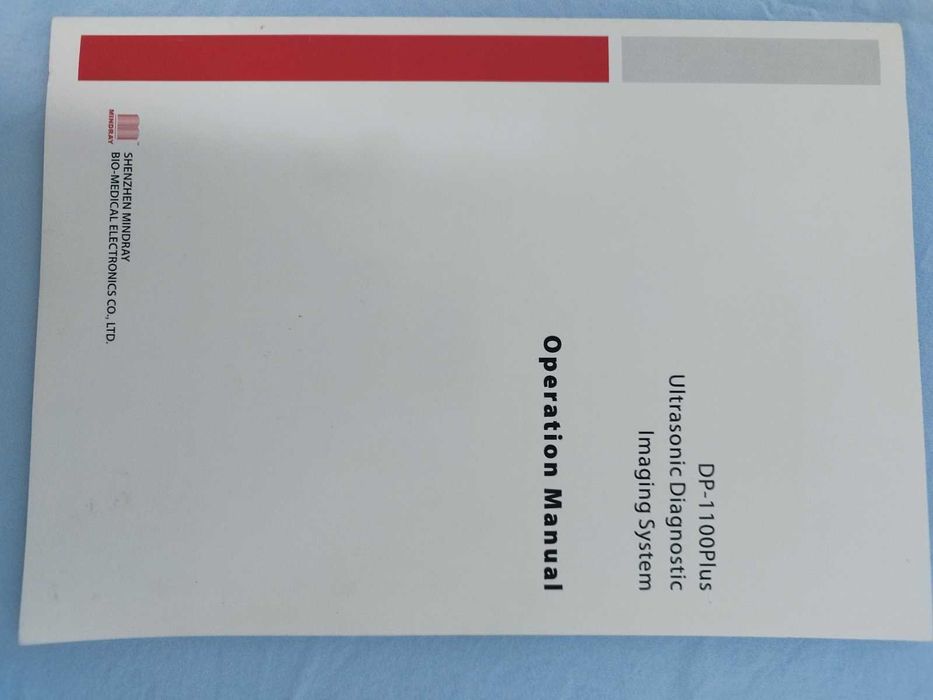 DP-1100Plus
Ultrasonic Diagnostic
Imaging System
Operation Manual
MINDRAY
SHENZHEN MINDRAY
BIO-MEDICAL ELECTRONICS CO., LTD.